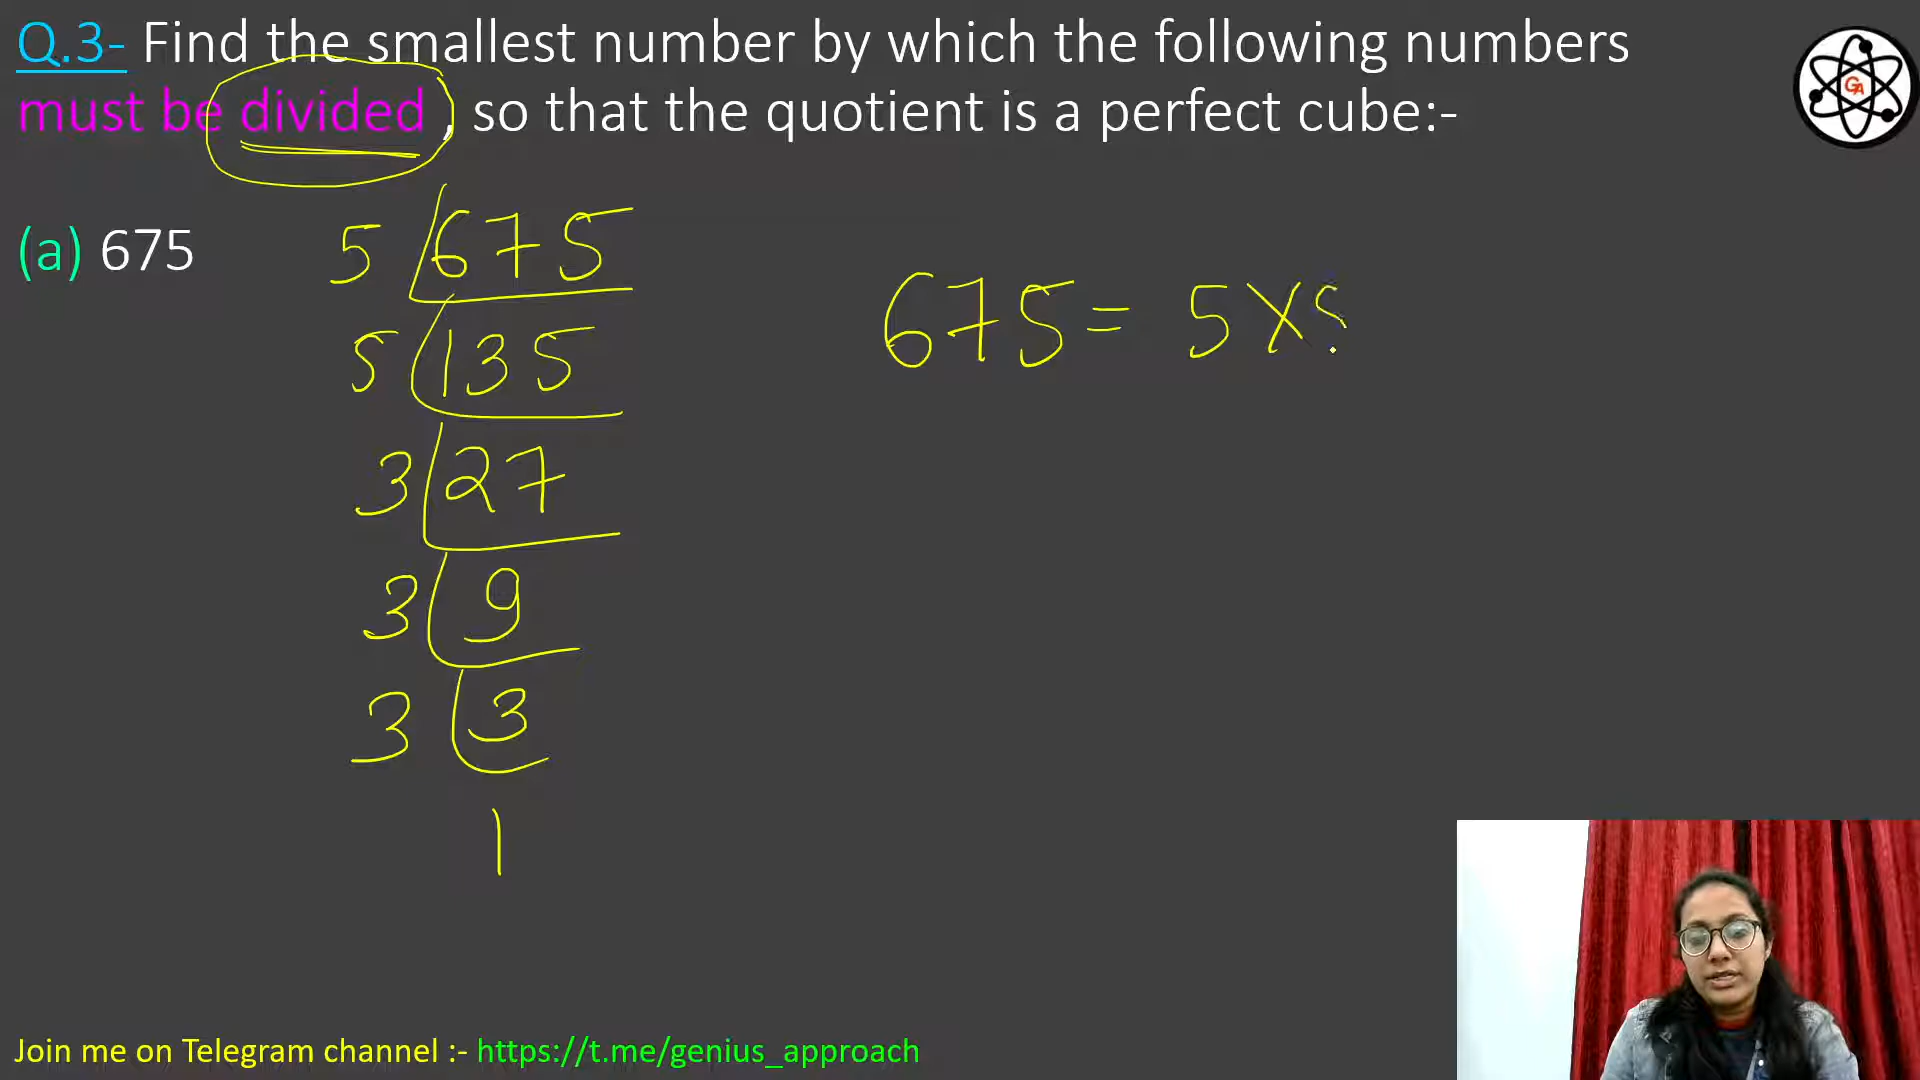 Q.3- Find the smallest number by which the following numbers
must be divided , so that the quotient is a perfect cube:-
GA
(a) 675
5 675
5 135
3 27
3 9
3 3
1
675 = 5 X 5
Join me on Telegram channel :- https://t.me/genius_approach